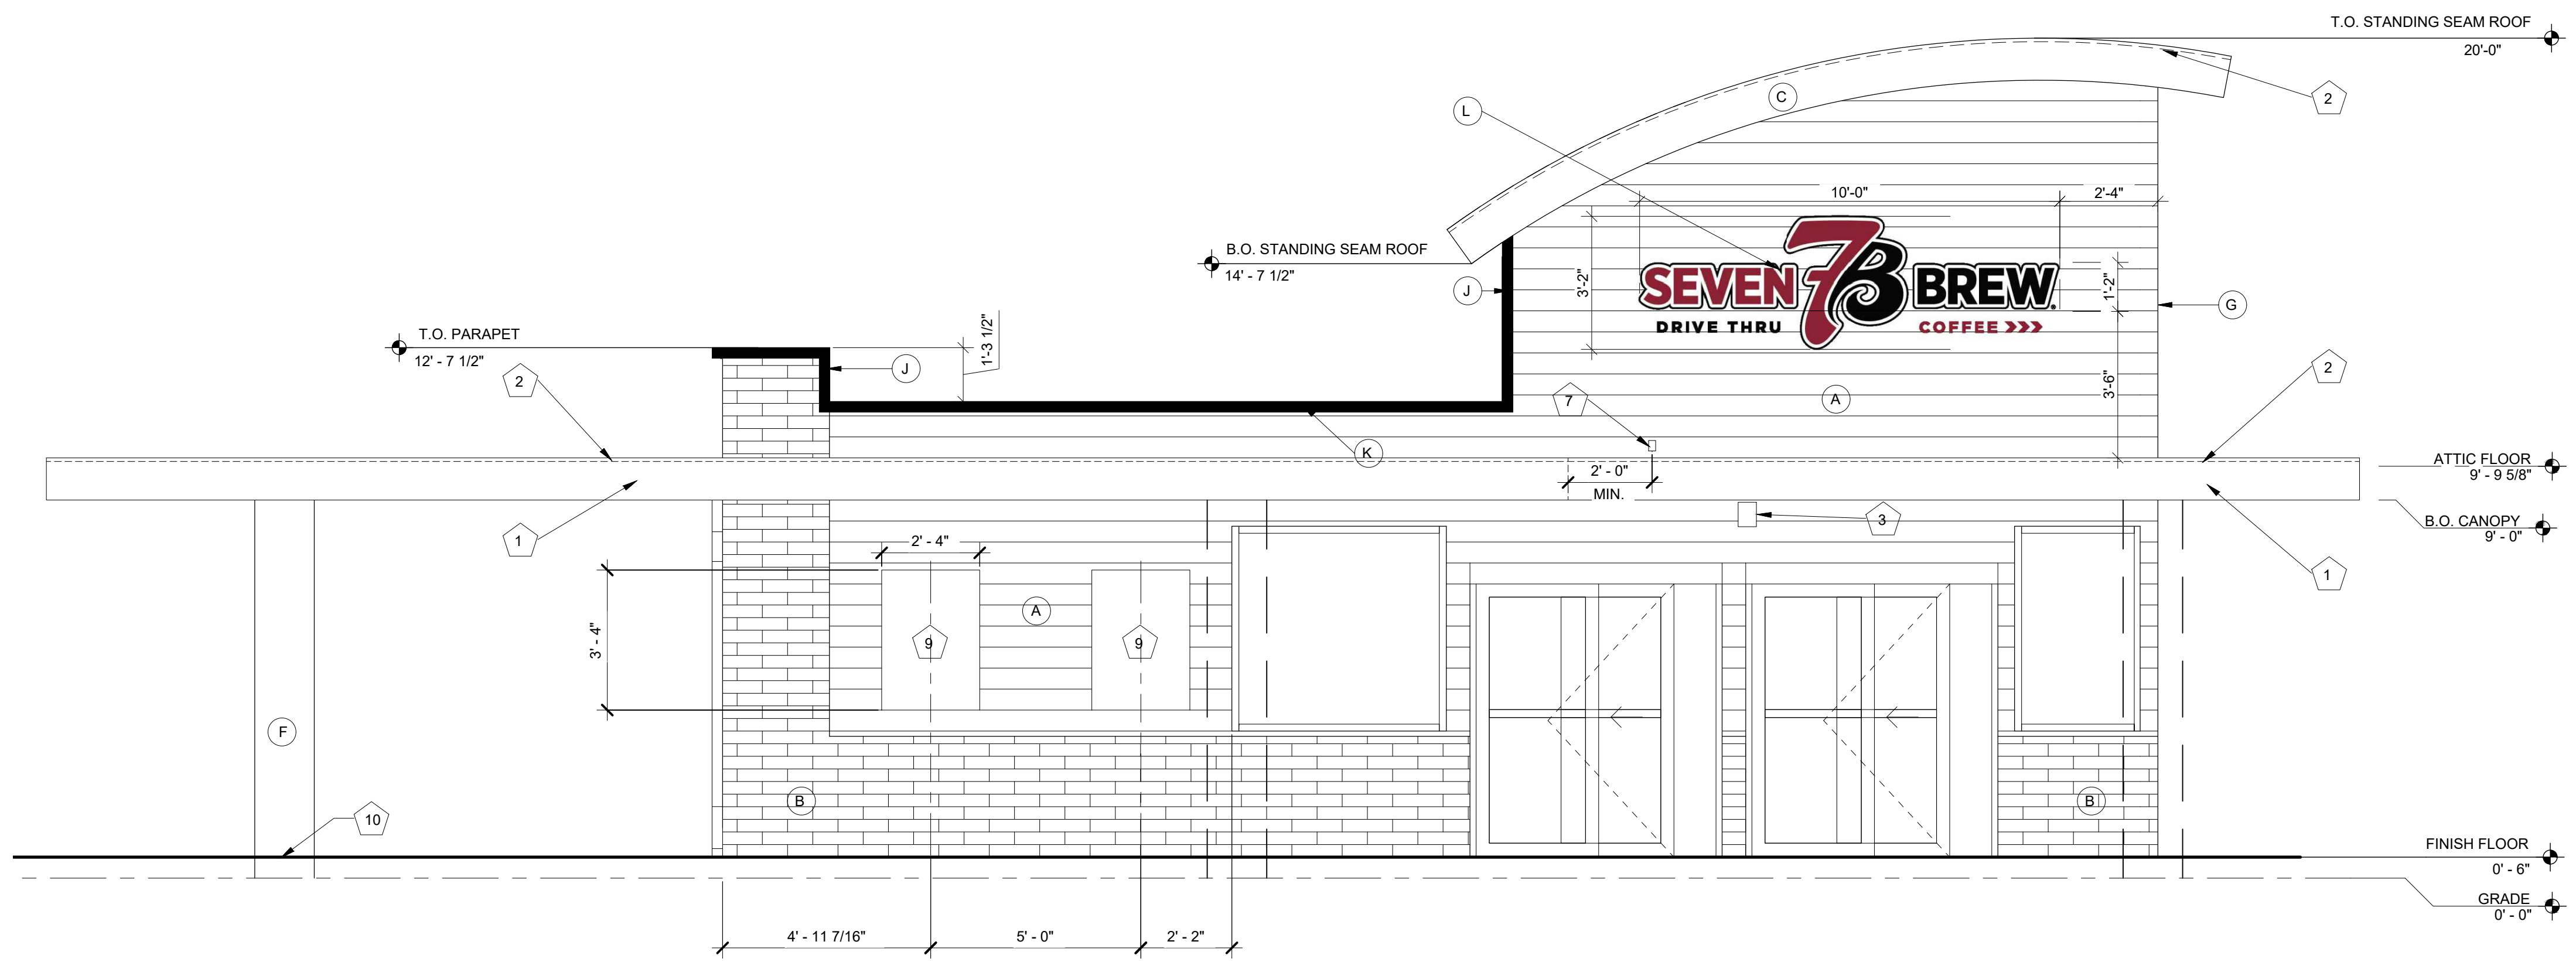 T.O. STANDING SEAM ROOF
20'-0"
2
C
L
10'-0"
2'-4"
B.O. STANDING SEAM ROOF
14' - 7 1/2"
J
3'-2"
SEVEN 7B BREW
DRIVE THRU
COFFEE >>>
1'-2"
G
T.O. PARAPET
12' - 7 1/2"
1'-3 1/2"
J
2
2
7
A
3'-6"
K
ATTIC FLOOR
9' - 9 5/8"
2' - 0"
MIN.
1
3
B.O. CANOPY
9' - 0"
2' - 4"
1
A
3' - 4"
9
9
F
B
B
10
FINISH FLOOR
0' - 6"
GRADE
0' - 0"
4' - 11 7/16"
5' - 0"
2' - 2"